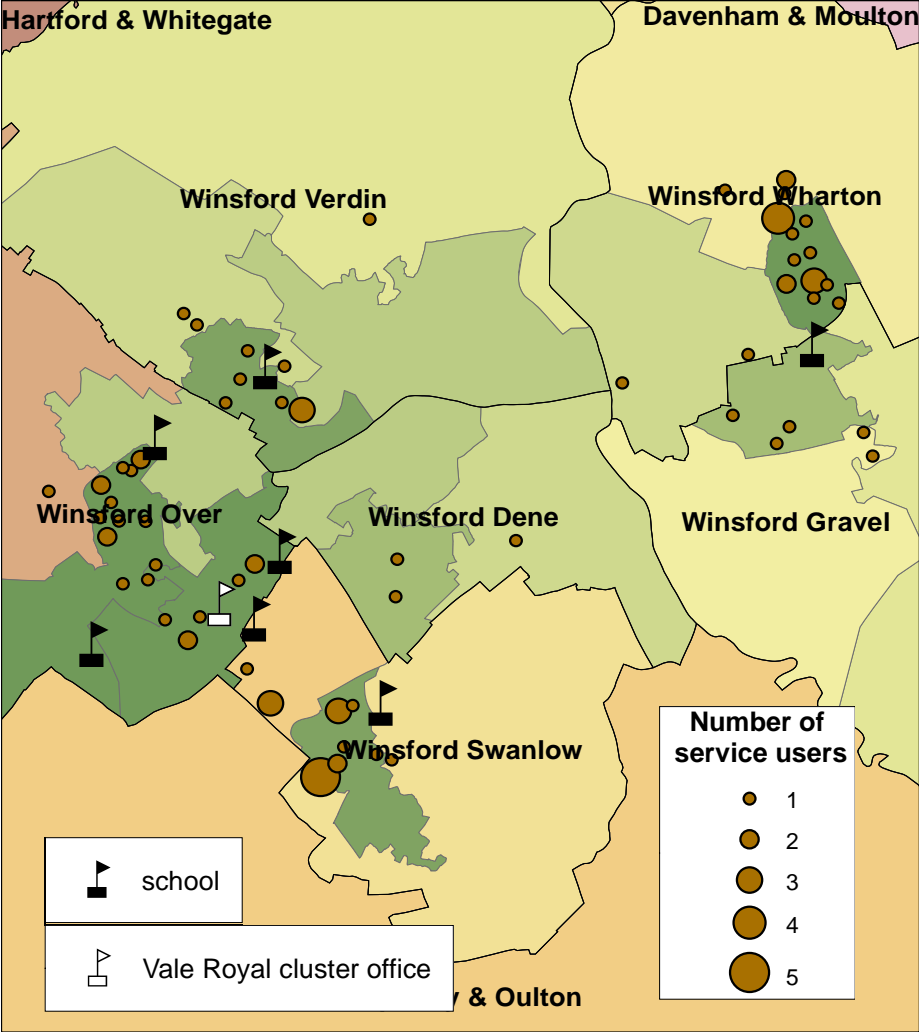 Hartford & Whitegate
Davenham & Moulton
Winsford Verdin
Winsford Wharton
Winsford Over
Winsford Dene
Winsford Gravel
Winsford Swanlow
Number of
service users
1
2
3
4
5
school
Vale Royal cluster office
& Oulton